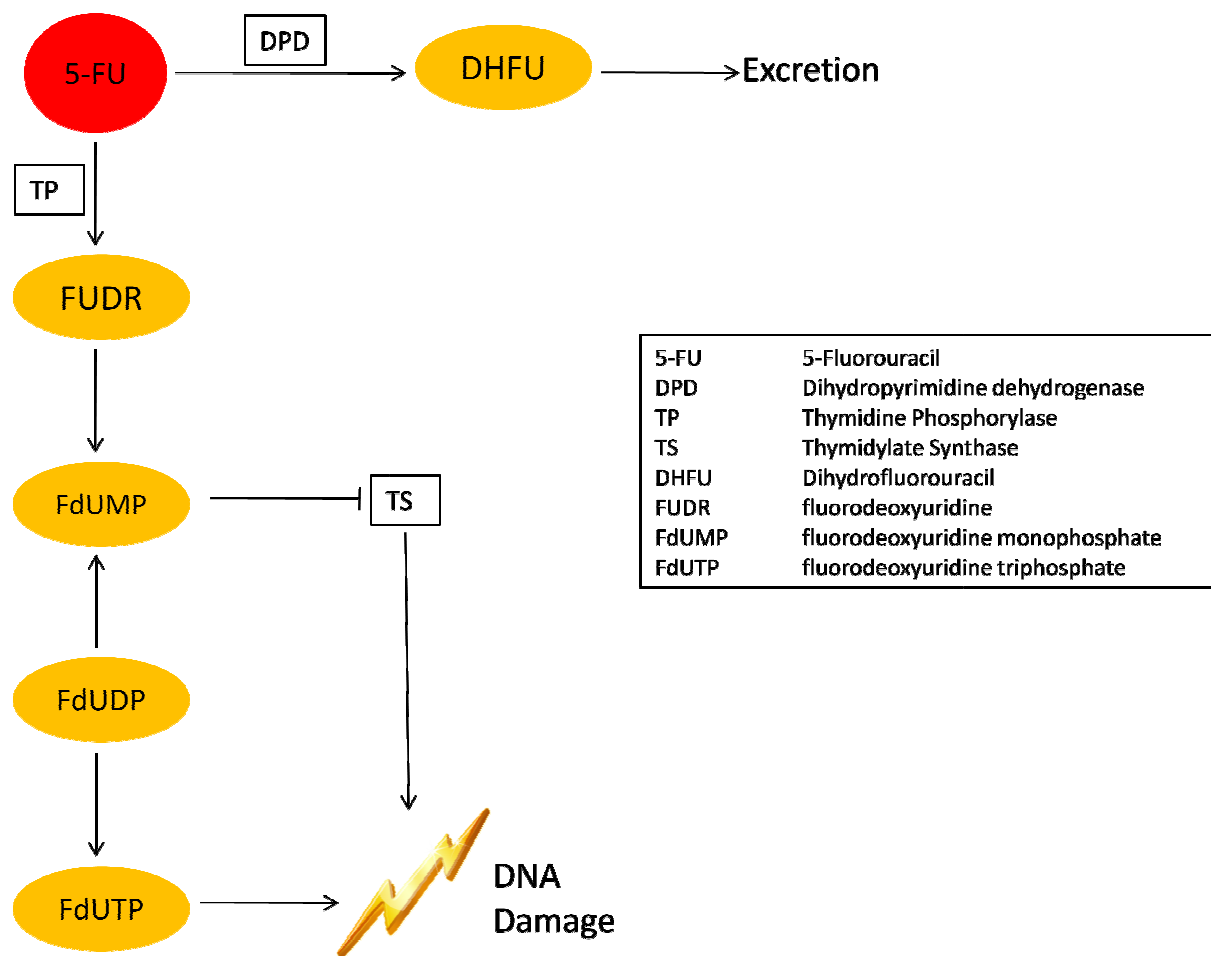 DPD
5-FU
DHFU
Excretion
TP
FUDR
5-FU 5-Fluorouracil
DPD Dihydropyrimidine dehydrogenase
TP Thymidine Phosphorylase
TS Thymidylate Synthase
DHFU Dihydrofluorouracil
FUDR fluorodeoxyuridine
FdUMP fluorodeoxyuridine monophosphate
FdUTP fluorodeoxyuridine triphosphate
FdUMP
TS
FdUDP
FdUTP
DNA
Damage